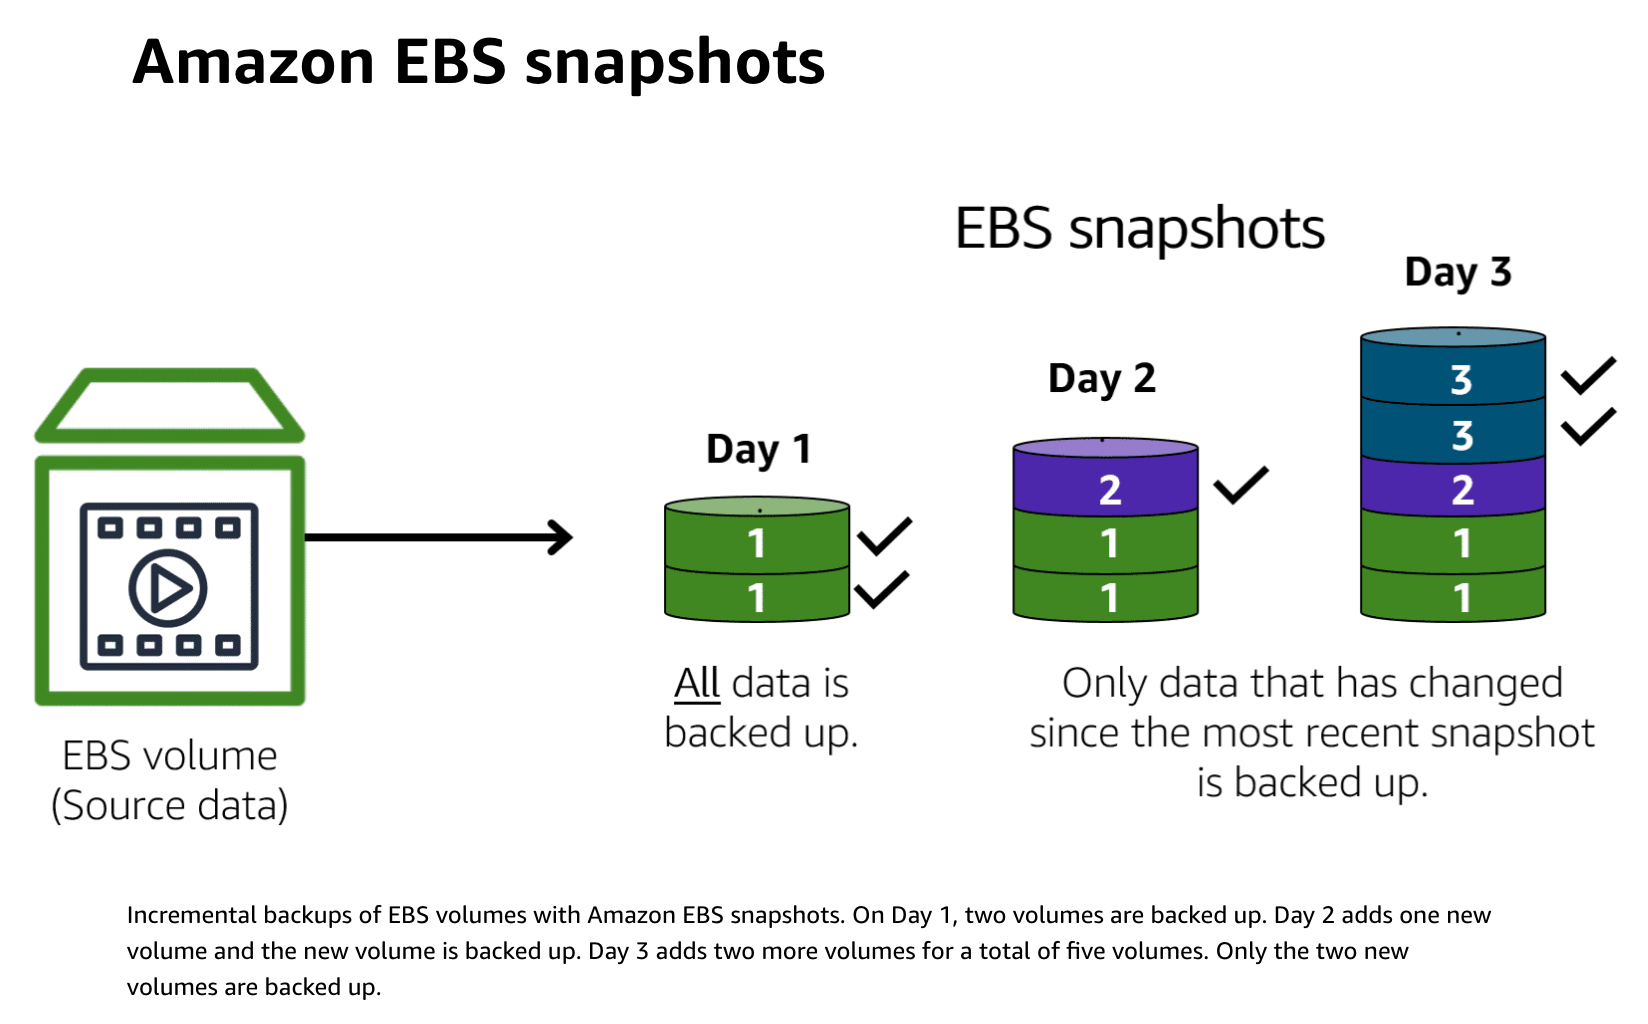 Amazon EBS snapshots
EBS snapshots
Day 1
Day 2
Day 3
1
1
2
1
1
3
3
2
1
1
EBS volume
(Source data)
All data is
backed up.
Only data that has changed
since the most recent snapshot
is backed up.
Incremental backups of EBS volumes with Amazon EBS snapshots. On Day 1, two volumes are backed up. Day 2 adds one new
volume and the new volume is backed up. Day 3 adds two more volumes for a total of five volumes. Only the two new
volumes are backed up.